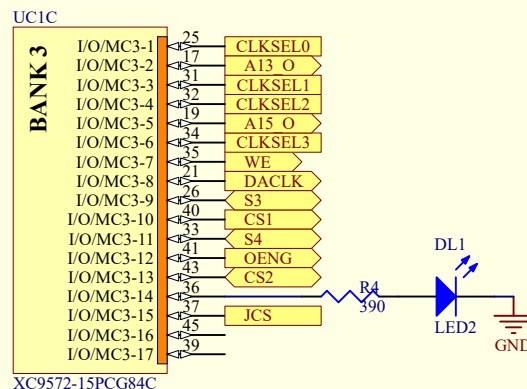 UC1C
BANK 3
I/O/MC3-1 25 CLKSEL0
I/O/MC3-2 17 A13_O
I/O/MC3-3 31 CLKSEL1
I/O/MC3-4 32 CLKSEL2
I/O/MC3-5 19 A15_O
I/O/MC3-6 34 CLKSEL3
I/O/MC3-7 35 WE
I/O/MC3-8 21 DACLK
I/O/MC3-9 26 S3
I/O/MC3-10 40 CS1
I/O/MC3-11 33 S4
I/O/MC3-12 41 OENG
I/O/MC3-13 43 CS2
I/O/MC3-14 36
I/O/MC3-15 37 JCS
I/O/MC3-16 45
I/O/MC3-17 39
R4
390
DL1
LED2
GND
XC9572-15PCG84C